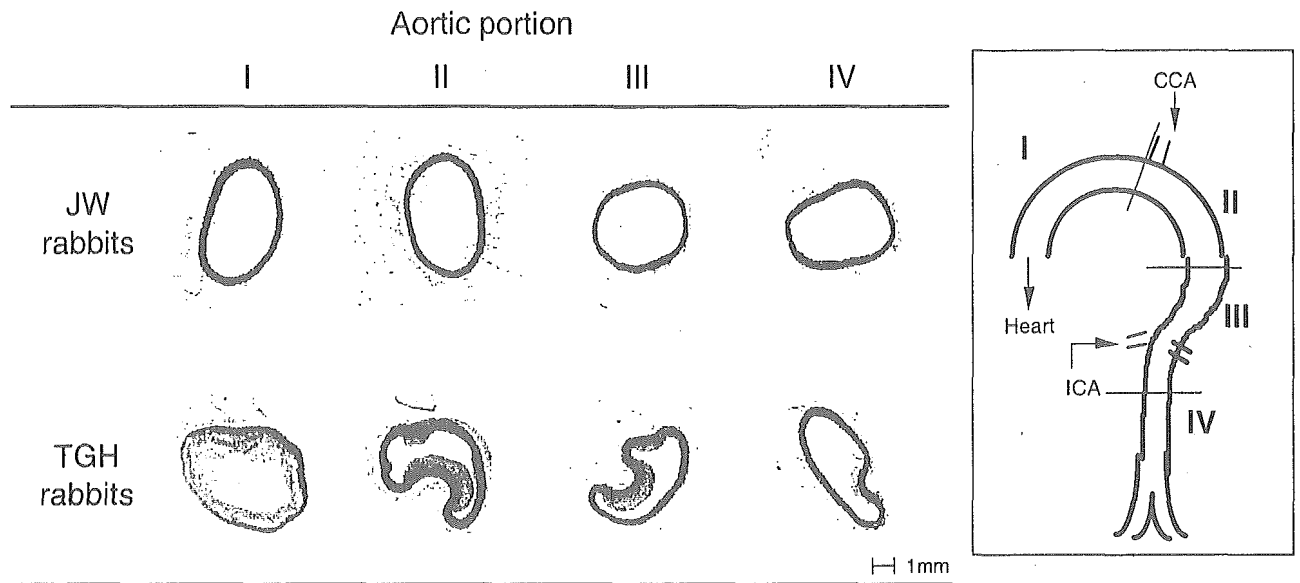 Aortic portion
I II III IV
JW
rabbits
TGH
rabbits
1mm
CCA
I
II
Heart
III
ICA
IV